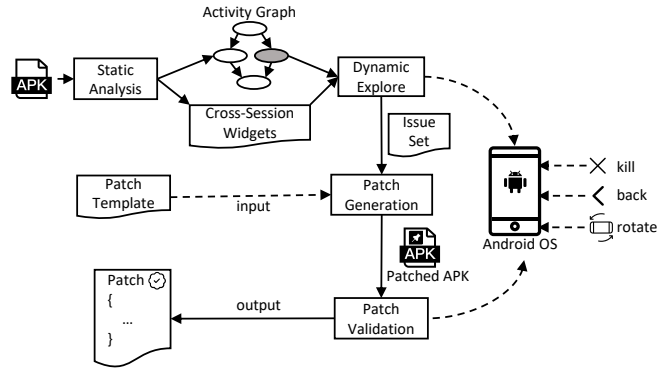 Activity Graph
APK
Static
Analysis
Cross-Session
Widgets
Dynamic
Explore
Issue
Set
Patch
Template
input
Patch
Generation
kill
back
rotate
Android OS
APK
Patched APK
Patch
{
...
}
output
Patch
Validation